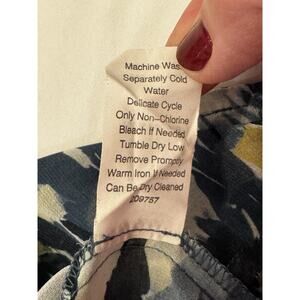 Machine Wash
Separately Cold
Water
Delicate Cycle
Only Non-Chlorine
Bleach If Needed
Tumble Dry Low
Remove Promptly
Warm Iron If Needed
Can Be Dry Cleaned
209757